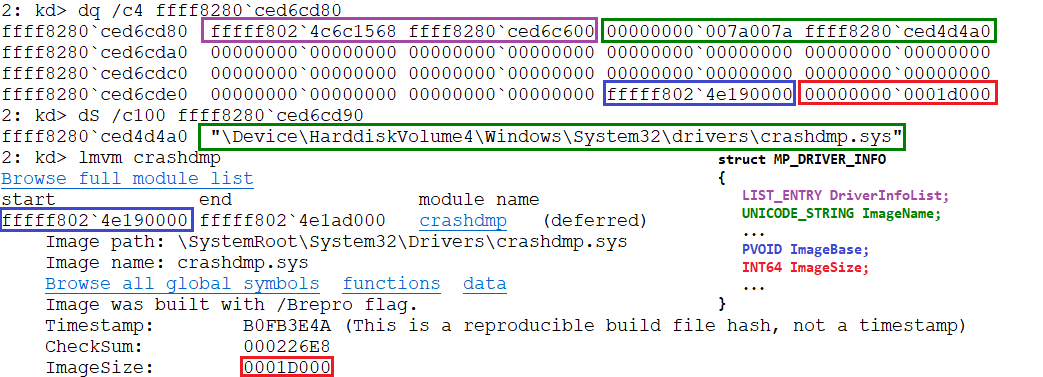 2: kd> dq /c4 ffff8280`ced6cd80
ffff8280`ced6cd80 fffff802`4c6c1568 ffff8280`ced6c600 00000000`007a007a ffff8280`ced4d4a0
ffff8280`ced6cda0 00000000`00000000 00000000`00000000 00000000`00000000 00000000`00000000
ffff8280`ced6cdc0 00000000`00000000 00000000`00000000 00000000`00000000 00000000`00000000
ffff8280`ced6cde0 00000000`00000000 00000000`00000000 fffff802`4e190000 00000000`0001d000
2: kd> dS /c100 ffff8280`ced6cd90
ffff8280`ced4d4a0 "\Device\HarddiskVolume4\Windows\System32\drivers\crashdmp.sys"
2: kd> lmvm crashdmp
Browse full module list
start end module name
fffff802`4e190000 fffff802`4e1ad000 crashdmp (deferred)
Image path: \SystemRoot\System32\Drivers\crashdmp.sys
Image name: crashdmp.sys
Browse all global symbols functions data
Image was built with /Brepro flag.
Timestamp: B0FB3E4A (This is a reproducible build file hash, not a timestamp)
CheckSum: 000226E8
ImageSize: 0001D000
struct MP_DRIVER_INFO
{
LIST_ENTRY DriverInfoList;
UNICODE_STRING ImageName;
...
PVOID ImageBase;
INT64 ImageSize;
...
}